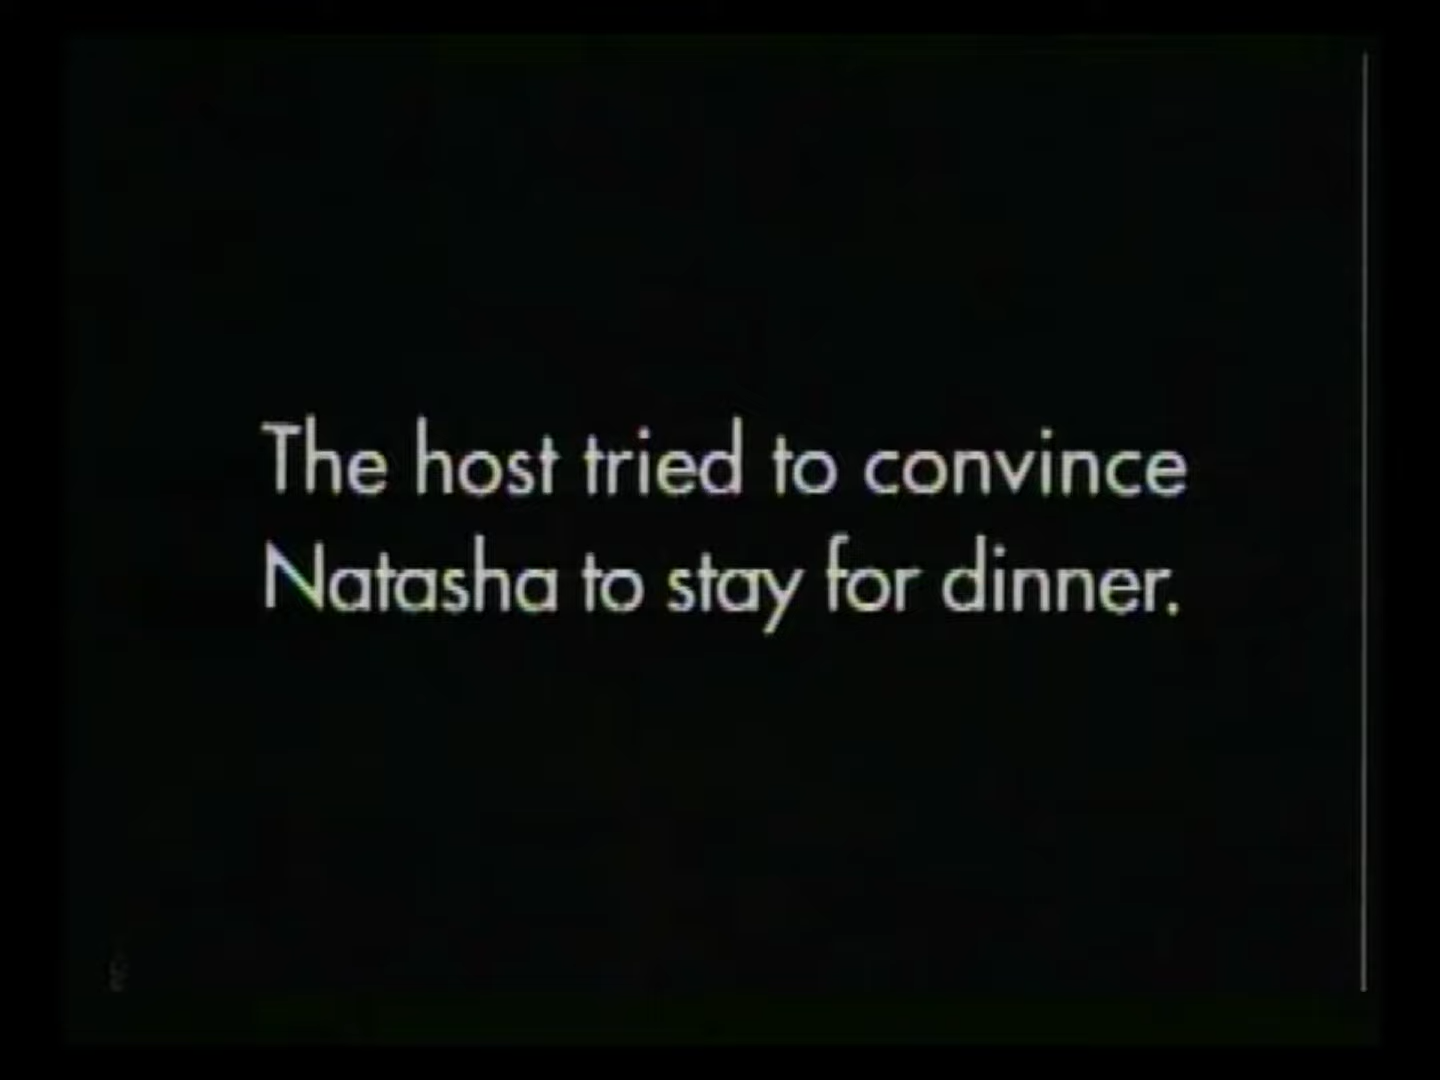 The host tried to convince
Natasha to stay for dinner.